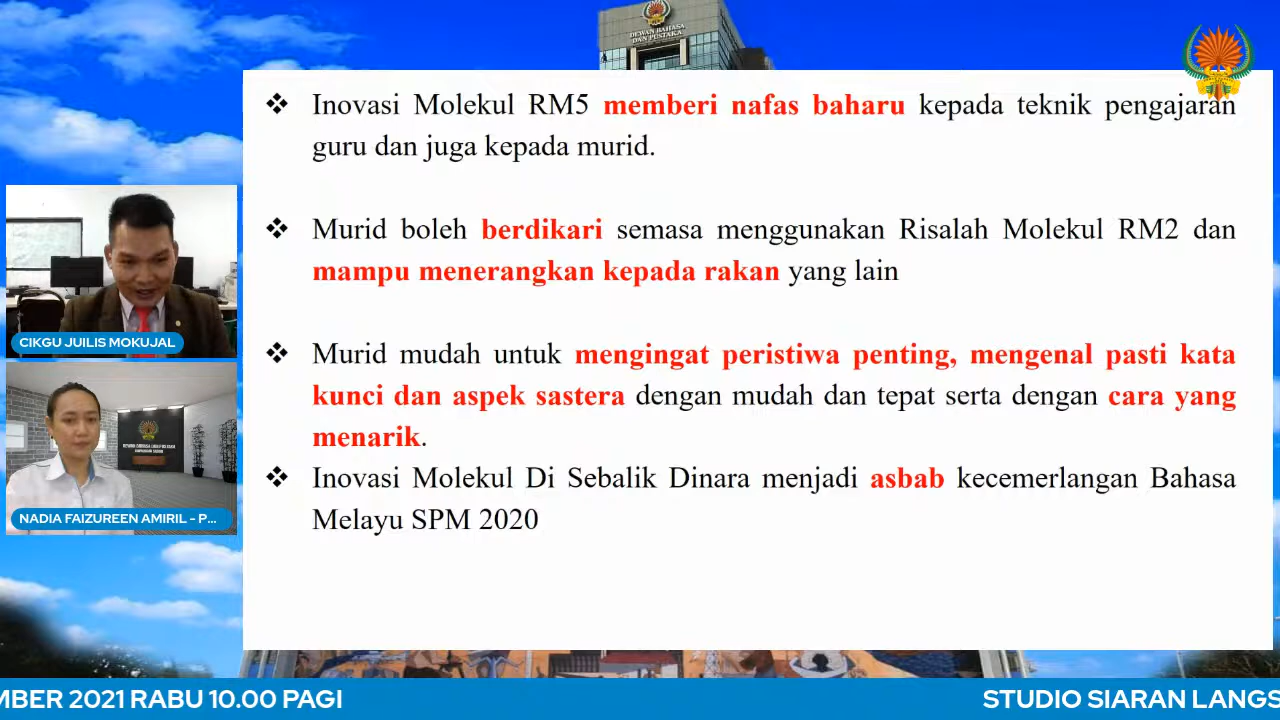 DEWAN BAHASA
DAN PUSTAKA
❖ Inovasi Molekul RM5 memberi nafas baharu kepada teknik pengajaran
guru dan juga kepada murid.
❖ Murid boleh berdikari semasa menggunakan Risalah Molekul RM2 dan
mampu menerangkan kepada rakan yang lain
❖ Murid mudah untuk mengingat peristiwa penting, mengenal pasti kata
kunci dan aspek sastera dengan mudah dan tepat serta dengan cara yang
menarik.
❖ Inovasi Molekul Di Sebalik Dinara menjadi asbab kecemerlangan Bahasa
Melayu SPM 2020
CIKGU JUILIS MOKUJAL
NADIA FAIZUREEN AMIRIL - P...
MBER 2021 RABU 10.00 PAGI
STUDIO SIARAN LANGS